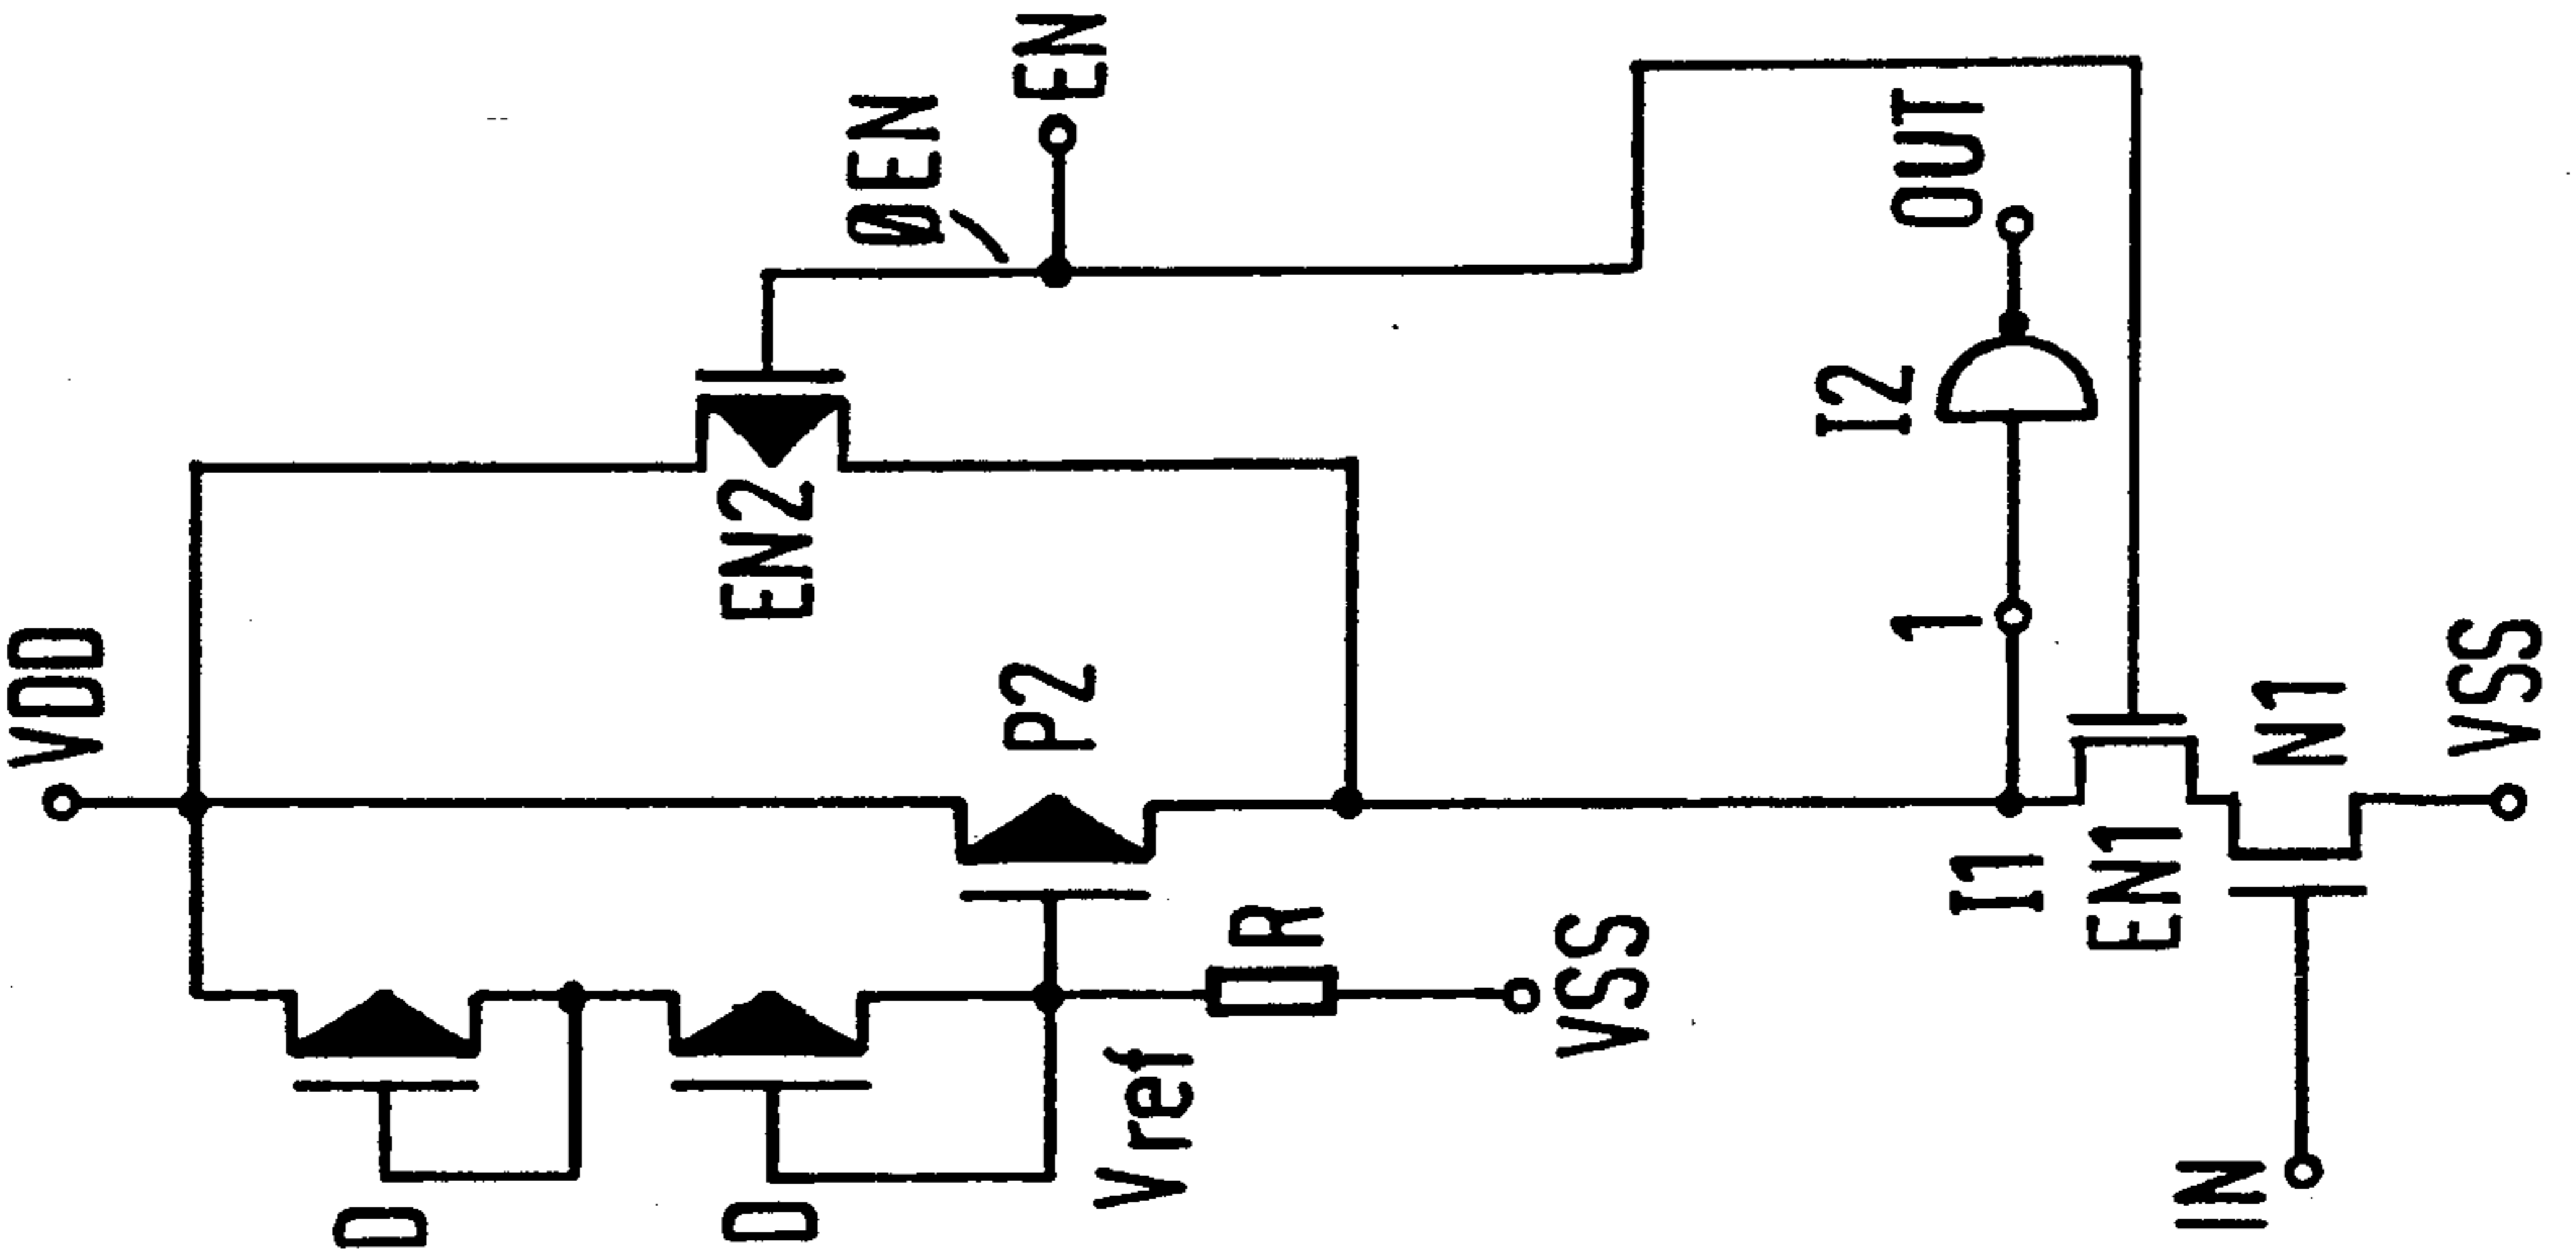 VDD
EN
ØEN
EN2
P2
D
D
Vref
R
VSS
OUT
I2
1
I1
EN1
N1
VSS
IN